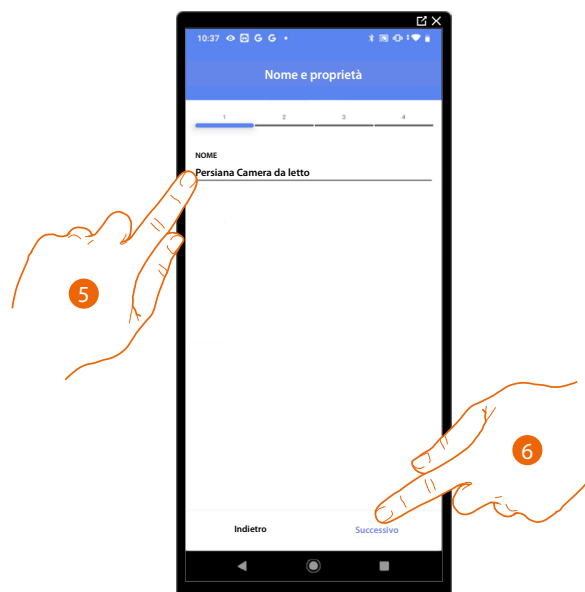 10:37 G G
Nome e proprietà
1 2 3 4
NOME
Persiana Camera da letto
5
6
Indietro Successivo